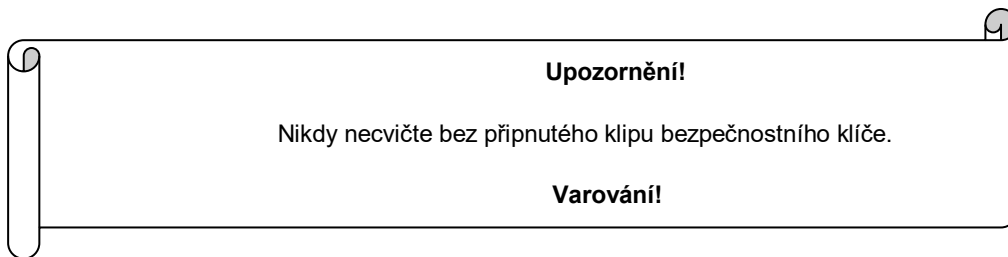 Upozornění!
Nikdy necvičte bez připnutého klipu bezpečnostního klíče.
Varování!